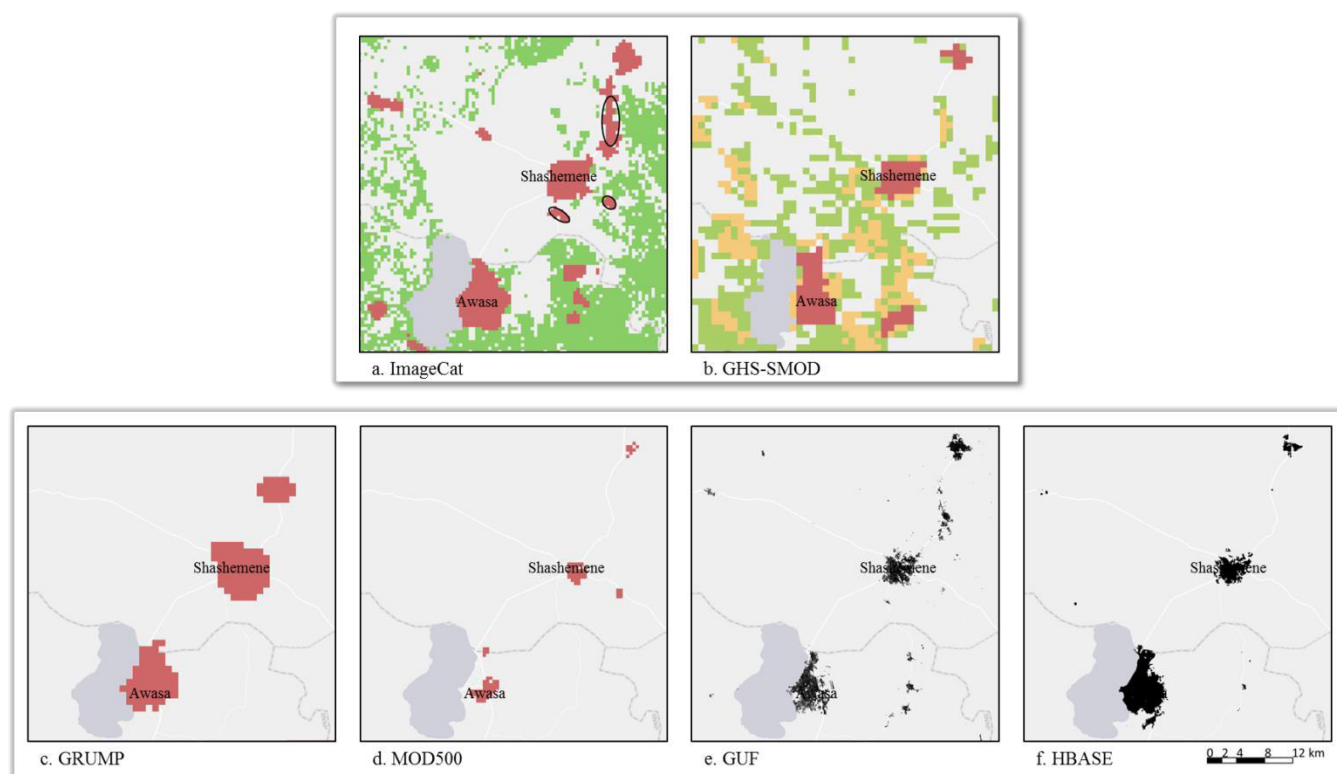 Shashemene
Awasa
a. ImageCat
Shashemene
Awasa
b. GHS-SMOD
Shashemene
Awasa
c. GRUMP
Shashemene
Awasa
d. MOD500
Shashemene
Awasa
e. GUF
Shashemene
f. HBASE
0 2 4 8 12 km